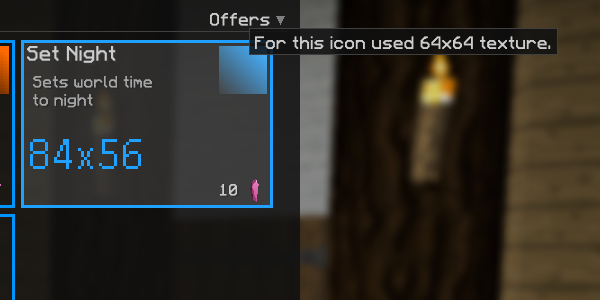 Offers ▼
For this icon used 64x64 texture.
Set Night
Sets world time
to night
84x56
10